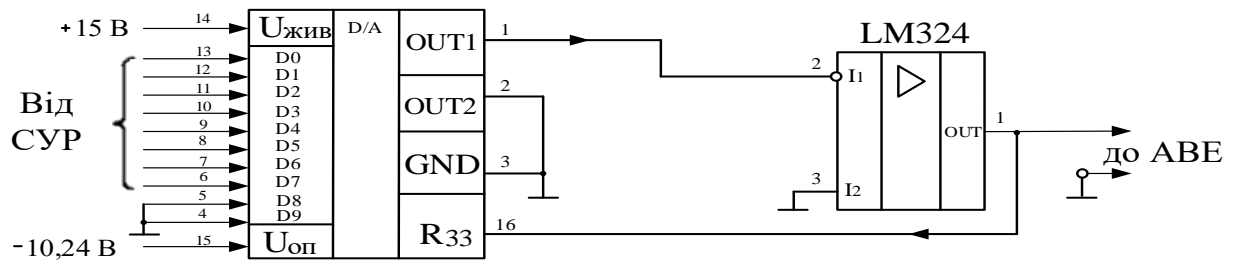 +15 В
14
Uжив
D/A
13
D0
12
D1
11
D2
10
D3
9
D4
8
D5
7
D6
6
D7
5
D8
4
D9
15
Uоп
-10,24 В
Від
СУР
OUT1
1
OUT2
2
GND
3
R33
16
LM324
2
I1
3
I2
OUT
1
до АВЕ